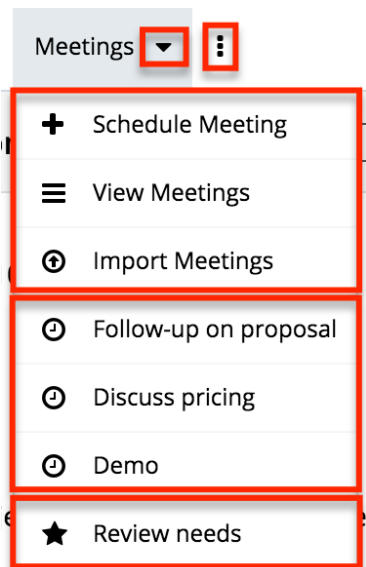 Meetings
Schedule Meeting
View Meetings
Import Meetings
Follow-up on proposal
Discuss pricing
Demo
Review needs